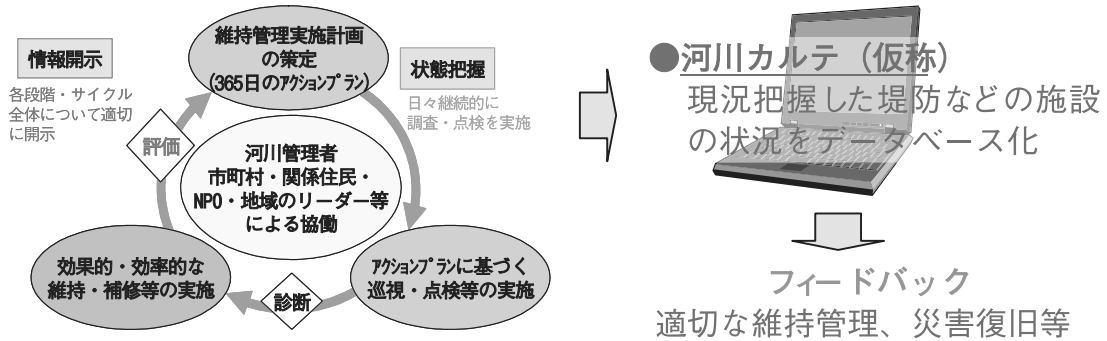 維持管理実施計画
の策定
(365日のアクションプラン)
情報開示
各段階・サイクル
全体について適切
に開示
状態把握
日々継続的に
調査・点検を実施
評価
河川管理者
市町村・関係住民・
NPO・地域のリーダー等
による協働
効果的・効率的な
維持・補修等の実施
診断
アクションプランに基づく
巡視・点検等の実施
●河川カルテ（仮称）
現況把握した堤防などの施設
の状況をデータベース化
フィードバック
適切な維持管理、災害復旧等